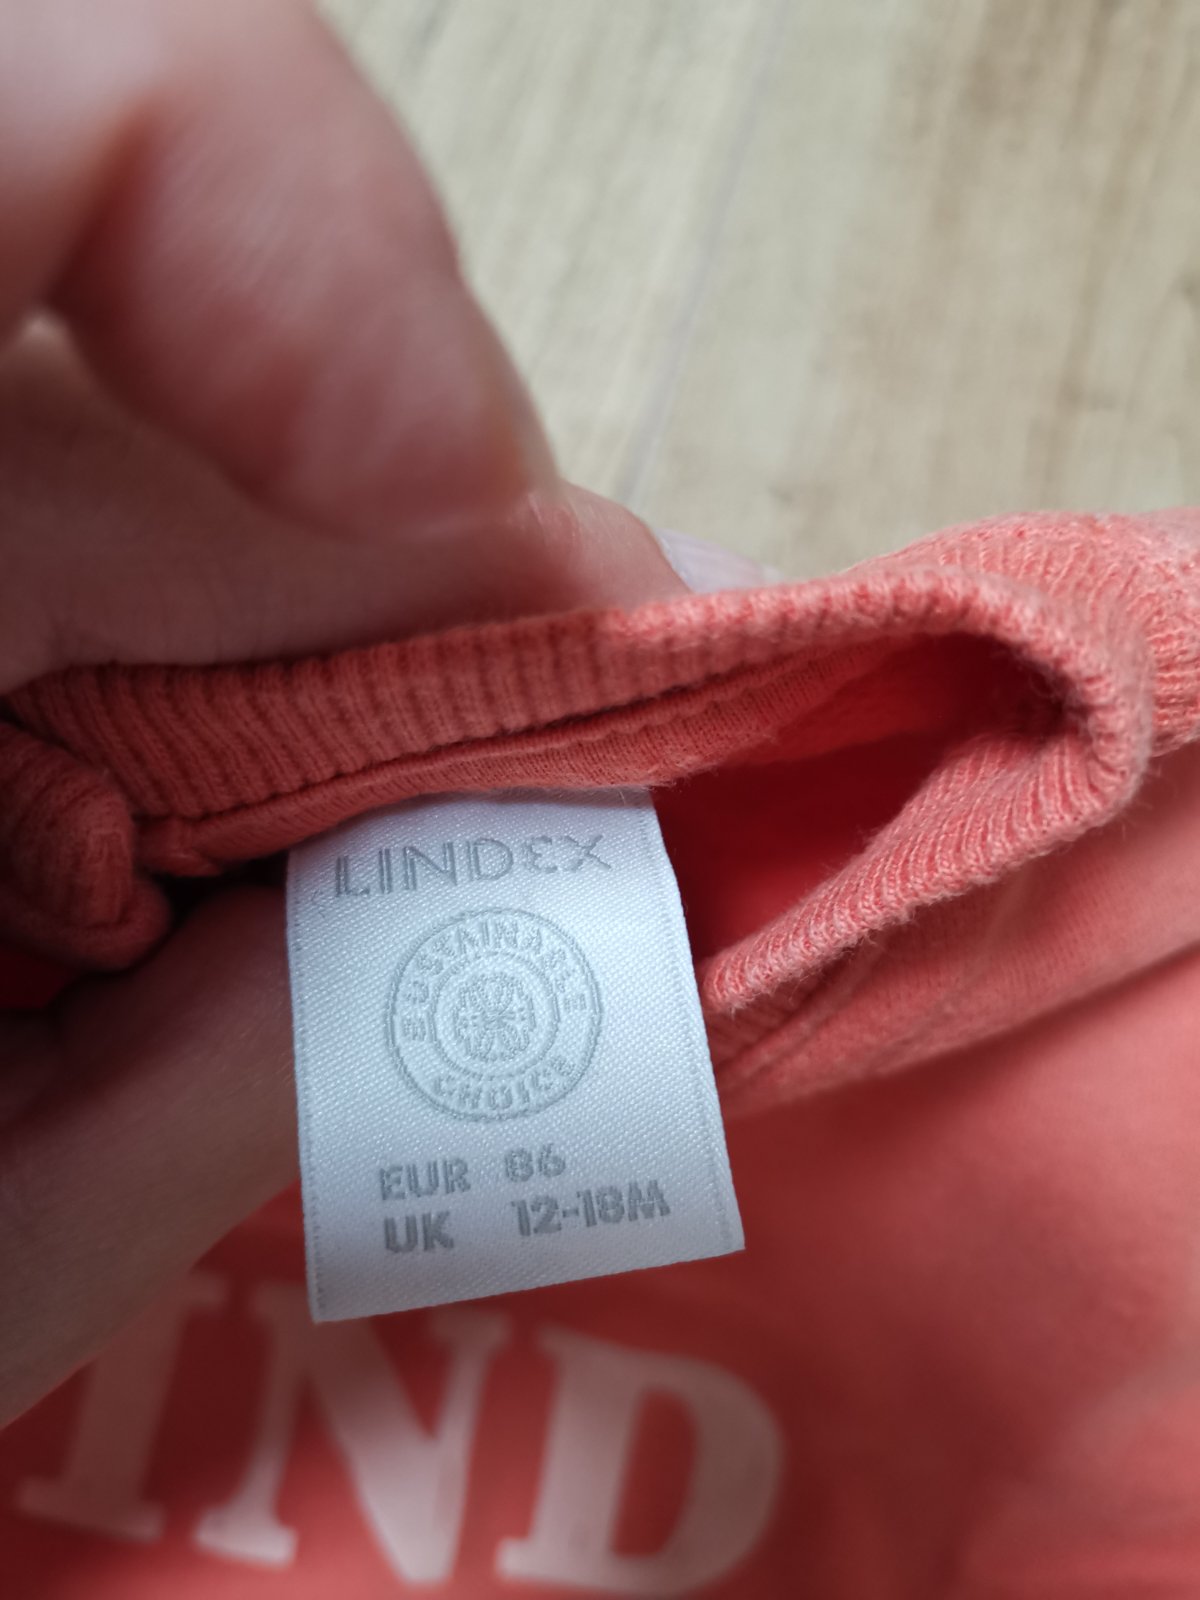 LINDEX
SUSTAINABLE
CHOICE
EUR 86
UK 12-18M
IND